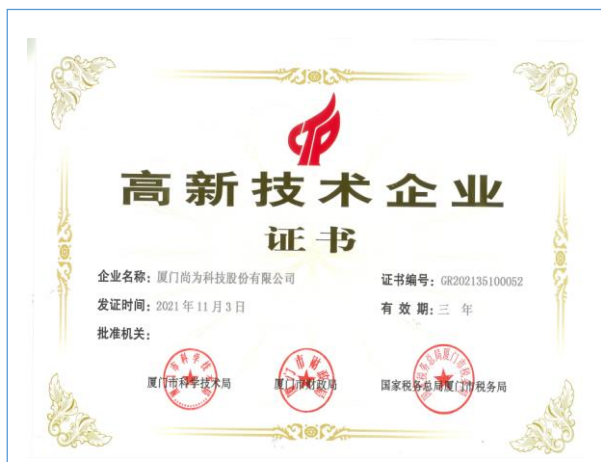 高新技术企业
证书
企业名称：厦门尚为科技股份有限公司
证书编号：GR202135100052
发证时间：2021年11月3日
有 效 期：三 年
批准机关：
厦门市科学技术局
厦门市财政局
国家税务总局厦门市税务局